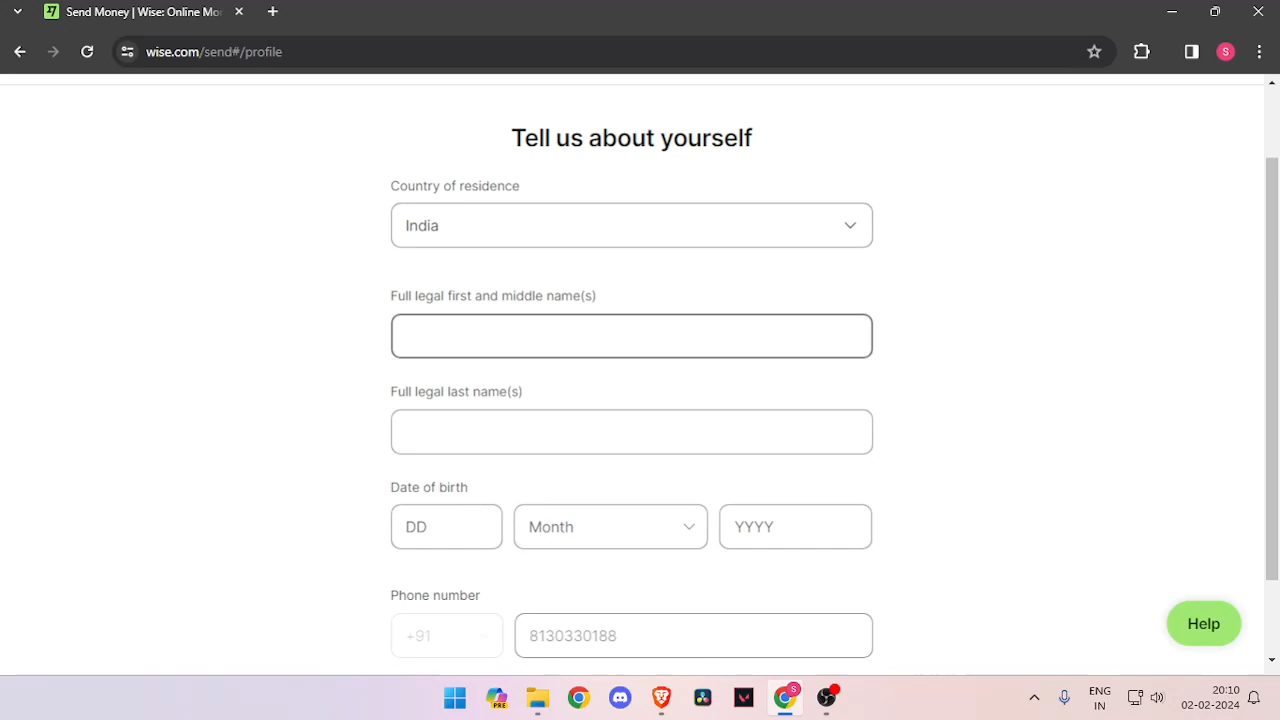 Send Money | Wise: Online Mo
wise.com/send#/profile
S
Tell us about yourself
Country of residence
India
Full legal first and middle name(s)
Full legal last name(s)
Date of birth
DD Month YYYY
Phone number
+91 8130330188
Help
PRE
S
ENG
IN
20:10
02-02-2024